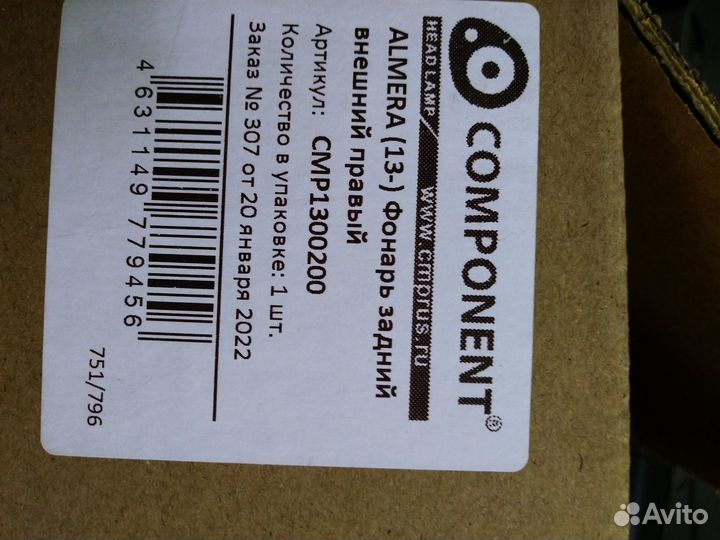 COMPONENT®
HEAD LAMP
www.cmprus.ru
ALMERA (13-) Фонарь задний
внешний правый
Артикул: CMP1300200
Количество в упаковке: 1 шт.
Заказ № 307 от 20 января 2022
4 631149 779456
751/796
Avito